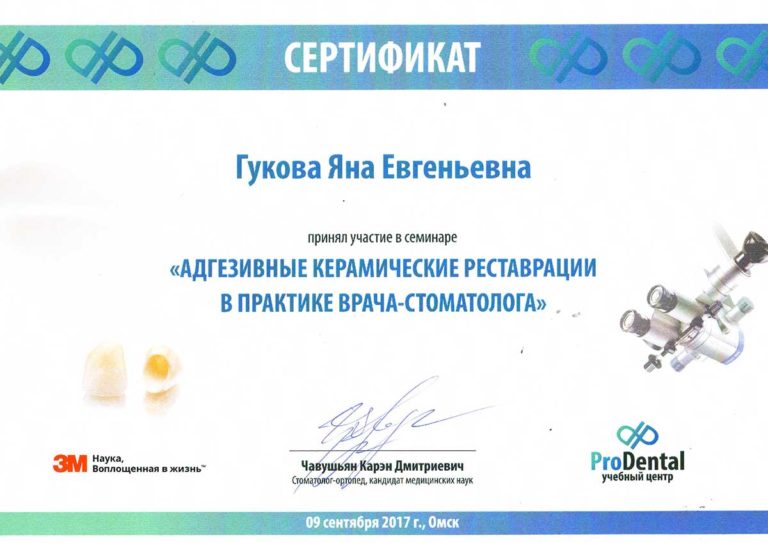 СЕРТИФИКАТ
Гукова Яна Евгеньевна
принял участие в семинаре
«АДГЕЗИВНЫЕ КЕРАМИЧЕСКИЕ РЕСТАВРАЦИИ
В ПРАКТИКЕ ВРАЧА-СТОМАТОЛОГА»
3M Наука,
Воплощенная в жизнь™
Чавушьян Карэн Дмитриевич
Стоматолог-ортопед, кандидат медицинских наук
ProDental
учебный центр
09 сентября 2017 г., Омск